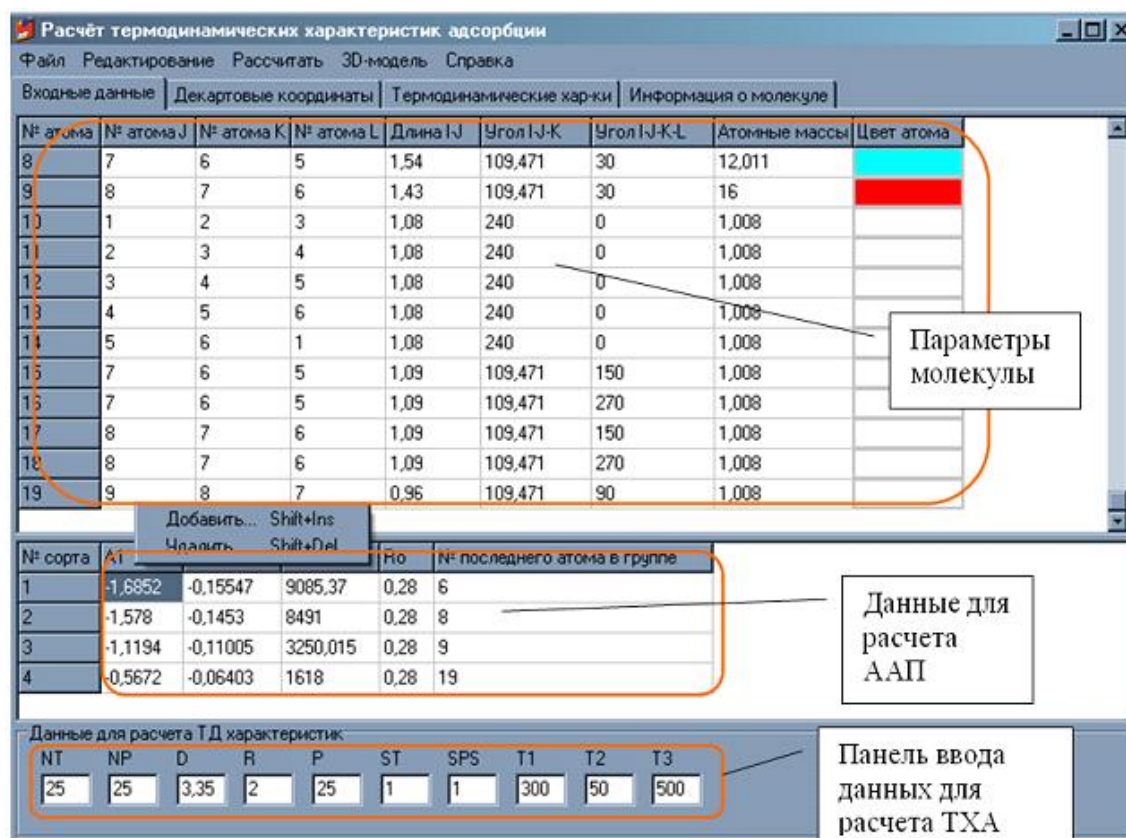 Расчёт термодинамических характеристик адсорбции
Файл Редактирование Рассчитать 3D-модель Справка
Входные данные Декартовые координаты Термодинамические хар-ки Информация о молекуле
№ атома № атома J № атома K № атома L Длина I-J Угол I-J-K Угол I-J-K-L Атомные массы Цвет атома
8 7 6 5 1,54 109,471 30 12,011
9 8 7 6 1,43 109,471 30 16
10 1 2 3 1,08 240 0 1,008
11 2 3 4 1,08 240 0 1,008
12 3 4 5 1,08 240 0 1,008
13 4 5 6 1,08 240 0 1,008
14 5 6 1 1,08 240 0 1,008
15 7 6 5 1,09 109,471 150 1,008
16 7 6 5 1,09 109,471 270 1,008
17 8 7 6 1,09 109,471 150 1,008
18 8 7 6 1,09 109,471 270 1,008
19 9 8 7 0,96 109,471 90 1,008
Параметры
молекулы
Добавить... Shift+Ins
Удалить Shift+Del
№ сорта A1 Ro № последнего атома в группе
1 -1,6852 -0,15547 9085,37 0,28 6
2 -1,578 -0,1453 8491 0,28 8
3 -1,1194 -0,11005 3250,015 0,28 9
4 -0,5672 -0,06403 1618 0,28 19
Данные для
расчета
ААП
Данные для расчета ТД характеристик
NT NP D R P ST SPS T1 T2 T3
25 25 3,35 2 25 1 1 300 50 500
Панель ввода
данных для
расчета ТХА